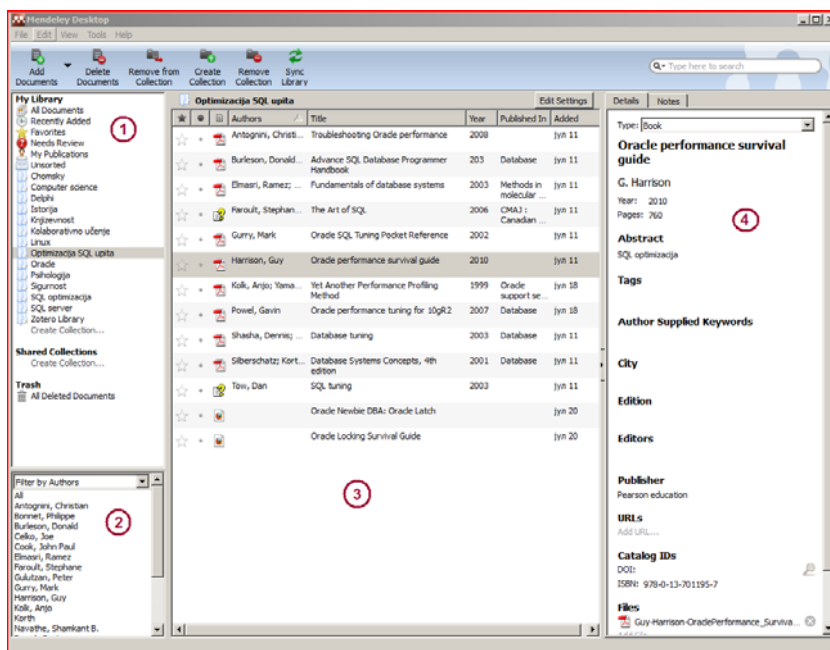 Mendeley Desktop
File Edit View Tools Help
Add Documents
Delete Documents
Remove from Collection
Create Collection
Remove Collection
Sync Library
Type here to search
My Library
All Documents
Recently Added
Favorites
Needs Review
My Publications
Unsorted
Chomsky
Computer science
Delphi
Istorija
Knjizevnost
Kolaborativno učenje
Linux
Optimizacija SQL upita
Oracle
Psihologija
Sigurnost
SQL optimizacija
SQL server
Zotero Library
Create Collection...
Shared Collections
Create Collection...
Trash
All Deleted Documents
1
Filter by Authors
All
Antognini, Christian
Bonnet, Philippe
Burleson, Donald
Celko, Joe
Cook, John Paul
Elmasri, Ramez
Faroult, Stephane
Gulutzan, Peter
Gurry, Mark
Harrison, Guy
Kolk, Anjo
Korth
Navathe, Shamkant B.
2
Optimizacija SQL upita Edit Settings
Authors Title Year Published In Added
Antognini, Christi... Troubleshooting Oracle performance 2008 јул 11
Burleson, Donald... Advance SQL Database Programmer 203 Database јул 11
Handbook
Elmasri, Ramez; ... Fundamentals of database systems 2003 Methods in јул 11
molecular ...
Faroult, Stephan... The Art of SQL 2006 CMAJ : јул 11
Canadian ...
Gurry, Mark Oracle SQL Tuning Pocket Reference 2002 јул 11
Harrison, Guy Oracle performance survival guide 2010 јул 11
Kolk, Anjo; Yama... Yet Another Performance Profiling 1999 Oracle јул 18
Method support se...
Powel, Gavin Oracle performance tuning for 10gR2 2007 Database јул 18
Shasha, Dennis; ... Database tuning 2003 Database јул 11
Silberschatz; Kort... Database Systems Concepts, 4th 2001 Database јул 11
edition
Tow, Dan SQL tuning 2003 јул 11
Oracle Newbie DBA: Oracle Latch јул 20
Oracle Locking Survival Guide јул 20
3
Details Notes
Type: Book
Oracle performance survival
guide
G. Harrison
Year: 2010
Pages: 760
4
Abstract
SQL optimizacija
Tags
Author Supplied Keywords
City
Edition
Editors
Publisher
Pearson education
URLs
Add URL...
Catalog IDs
DOI:
ISBN: 978-0-13-701195-7
Files
Guy-Harrison-OraclePerformance_Surviva...